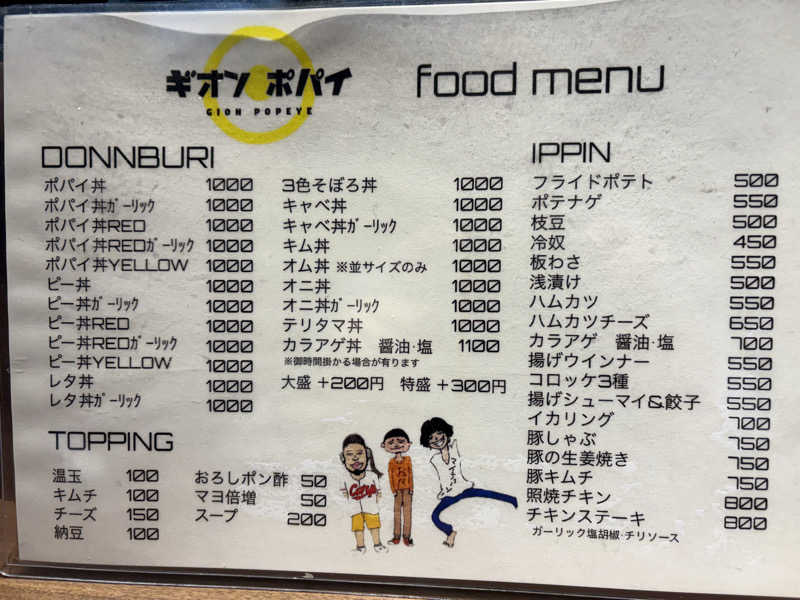 ギオン ポパイ
GION POPEYE
food menu
DONNBURI
ポパイ丼 1000
ポパイ丼ｶﾞｰﾘｯｸ 1000
ポパイ丼RED 1000
ポパイ丼REDｶﾞｰﾘｯｸ 1000
ポパイ丼YELLOW 1000
ピー丼 1000
ピー丼ｶﾞｰﾘｯｸ 1000
ピー丼RED 1000
ピー丼REDｶﾞｰﾘｯｸ 1000
ピー丼YELLOW 1000
レタ丼 1000
レタ丼ｶﾞｰﾘｯｸ 1000
3色そぼろ丼 1000
キャベ丼 1000
キャベ丼ｶﾞｰﾘｯｸ 1000
キム丼 1000
オム丼 ※並サイズのみ 1000
オニ丼 1000
オニ丼ｶﾞｰﾘｯｸ 1000
テリタマ丼 1000
カラアゲ丼 醤油·塩 1100
※御時間掛かる場合が有ります
大盛 +200円 特盛 +300円
TOPPING
温玉 100
キムチ 100
チーズ 150
納豆 100
おろしポン酢 50
マヨ倍増 50
スープ 200
IPPIN
フライドポテト 500
ポテナゲ 550
枝豆 500
冷奴 450
板わさ 550
浅漬け 500
ハムカツ 550
ハムカツチーズ 650
カラアゲ 醤油·塩 700
揚げウインナー 550
コロッケ3種 550
揚げシューマイ&餃子 550
イカリング 700
豚しゃぶ 750
豚の生姜焼き 750
豚キムチ 750
照焼チキン 800
チキンステーキ 800
ガーリック塩胡椒·チリソース